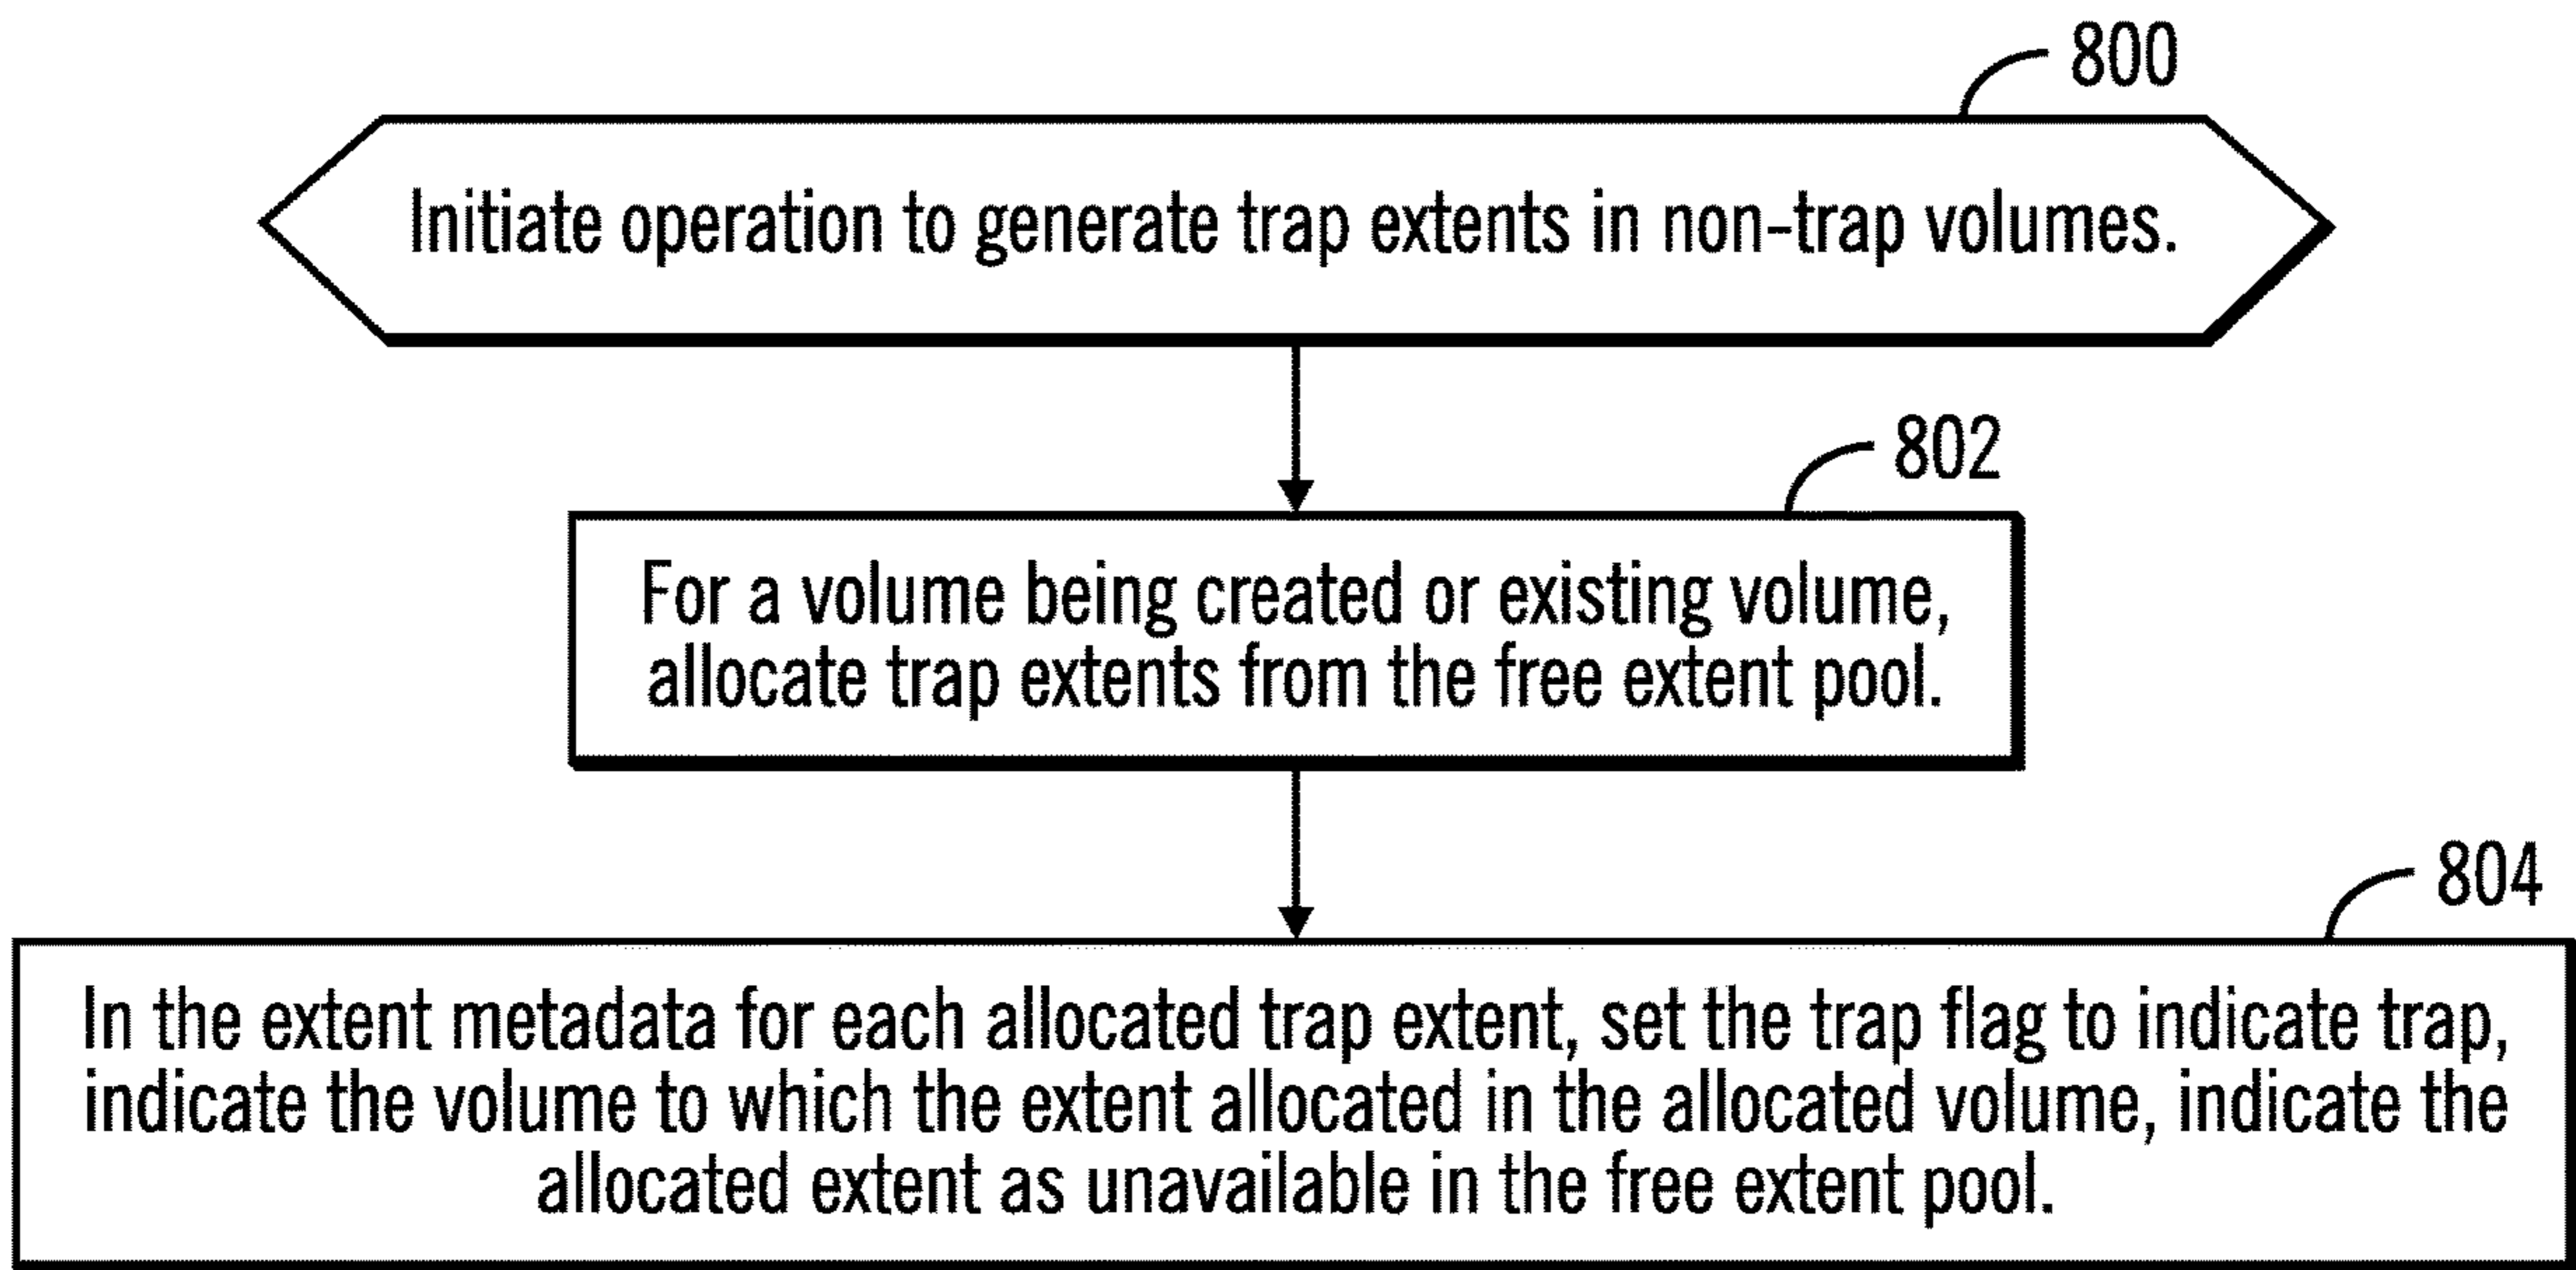 800
Initiate operation to generate trap extents in non-trap volumes.
802
For a volume being created or existing volume,
allocate trap extents from the free extent pool.
804
In the extent metadata for each allocated trap extent, set the trap flag to indicate trap,
indicate the volume to which the extent allocated in the allocated volume, indicate the
allocated extent as unavailable in the free extent pool.